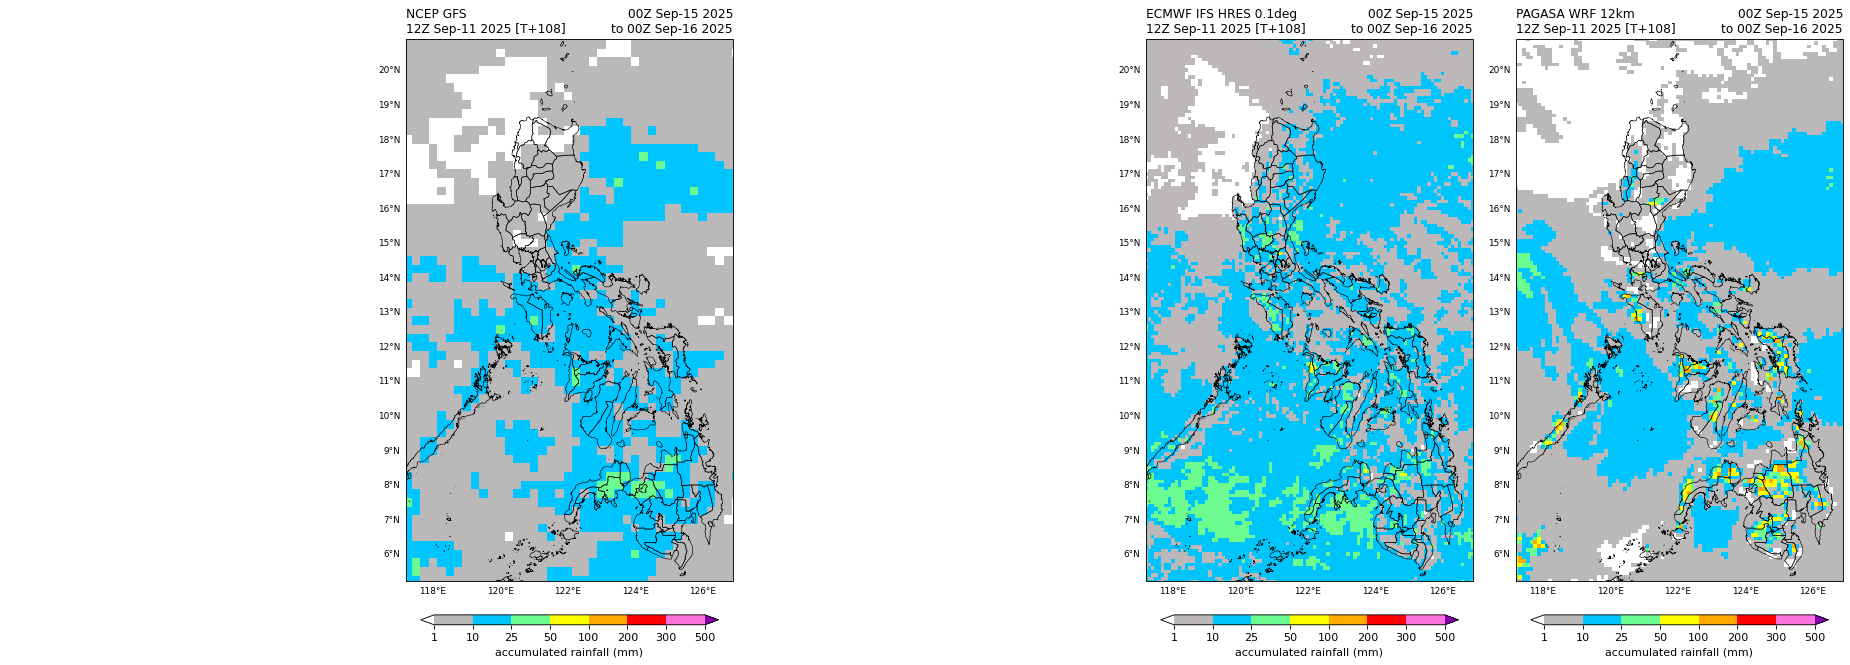 NCEP GFS 00Z Sep-15 2025
12Z Sep-11 2025 [T+108] to 00Z Sep-16 2025
20°N
19°N
18°N
17°N
16°N
15°N
14°N
13°N
12°N
11°N
10°N
9°N
8°N
7°N
6°N
118°E 120°E 122°E 124°E 126°E
1 10 25 50 100 200 300 500
accumulated rainfall (mm)
ECMWF IFS HRES 0.1deg 00Z Sep-15 2025
12Z Sep-11 2025 [T+108] to 00Z Sep-16 2025
20°N
19°N
18°N
17°N
16°N
15°N
14°N
13°N
12°N
11°N
10°N
9°N
8°N
7°N
6°N
118°E 120°E 122°E 124°E 126°E
1 10 25 50 100 200 300 500
accumulated rainfall (mm)
PAGASA WRF 12km 00Z Sep-15 2025
12Z Sep-11 2025 [T+108] to 00Z Sep-16 2025
20°N
19°N
18°N
17°N
16°N
15°N
14°N
13°N
12°N
11°N
10°N
9°N
8°N
7°N
6°N
118°E 120°E 122°E 124°E 126°E
1 10 25 50 100 200 300 500
accumulated rainfall (mm)